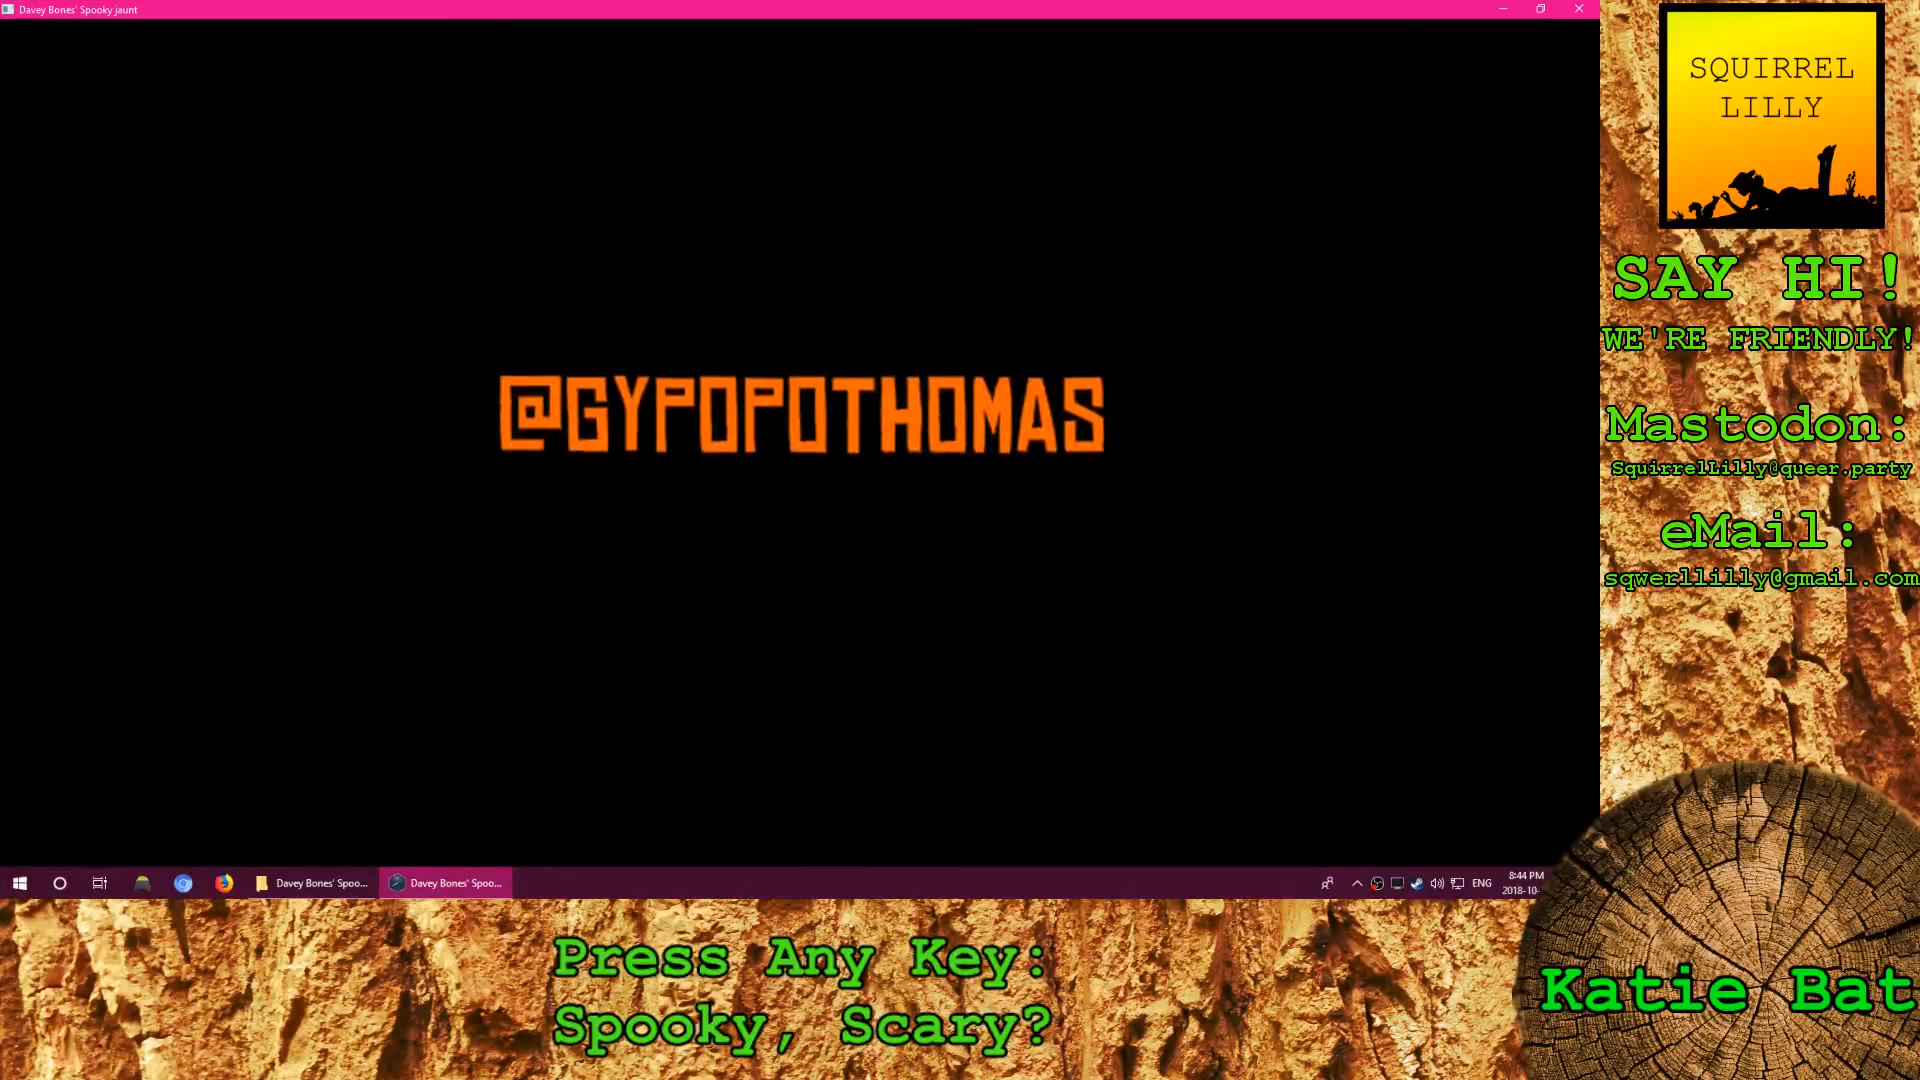 Davey Bones' Spooky jaunt
@GYPOPOTHOMAS
Davey Bones' Spoo...
Davey Bones' Spoo...
ENG
8:44 PM
2018-10-
SQUIRREL
LILLY
SAY HI!
WE'RE FRIENDLY!
Mastodon:
SquirrelLilly@queer.party
eMail:
sqwerllilly@gmail.com
Press Any Key:
Spooky, Scary?
Katie Bat